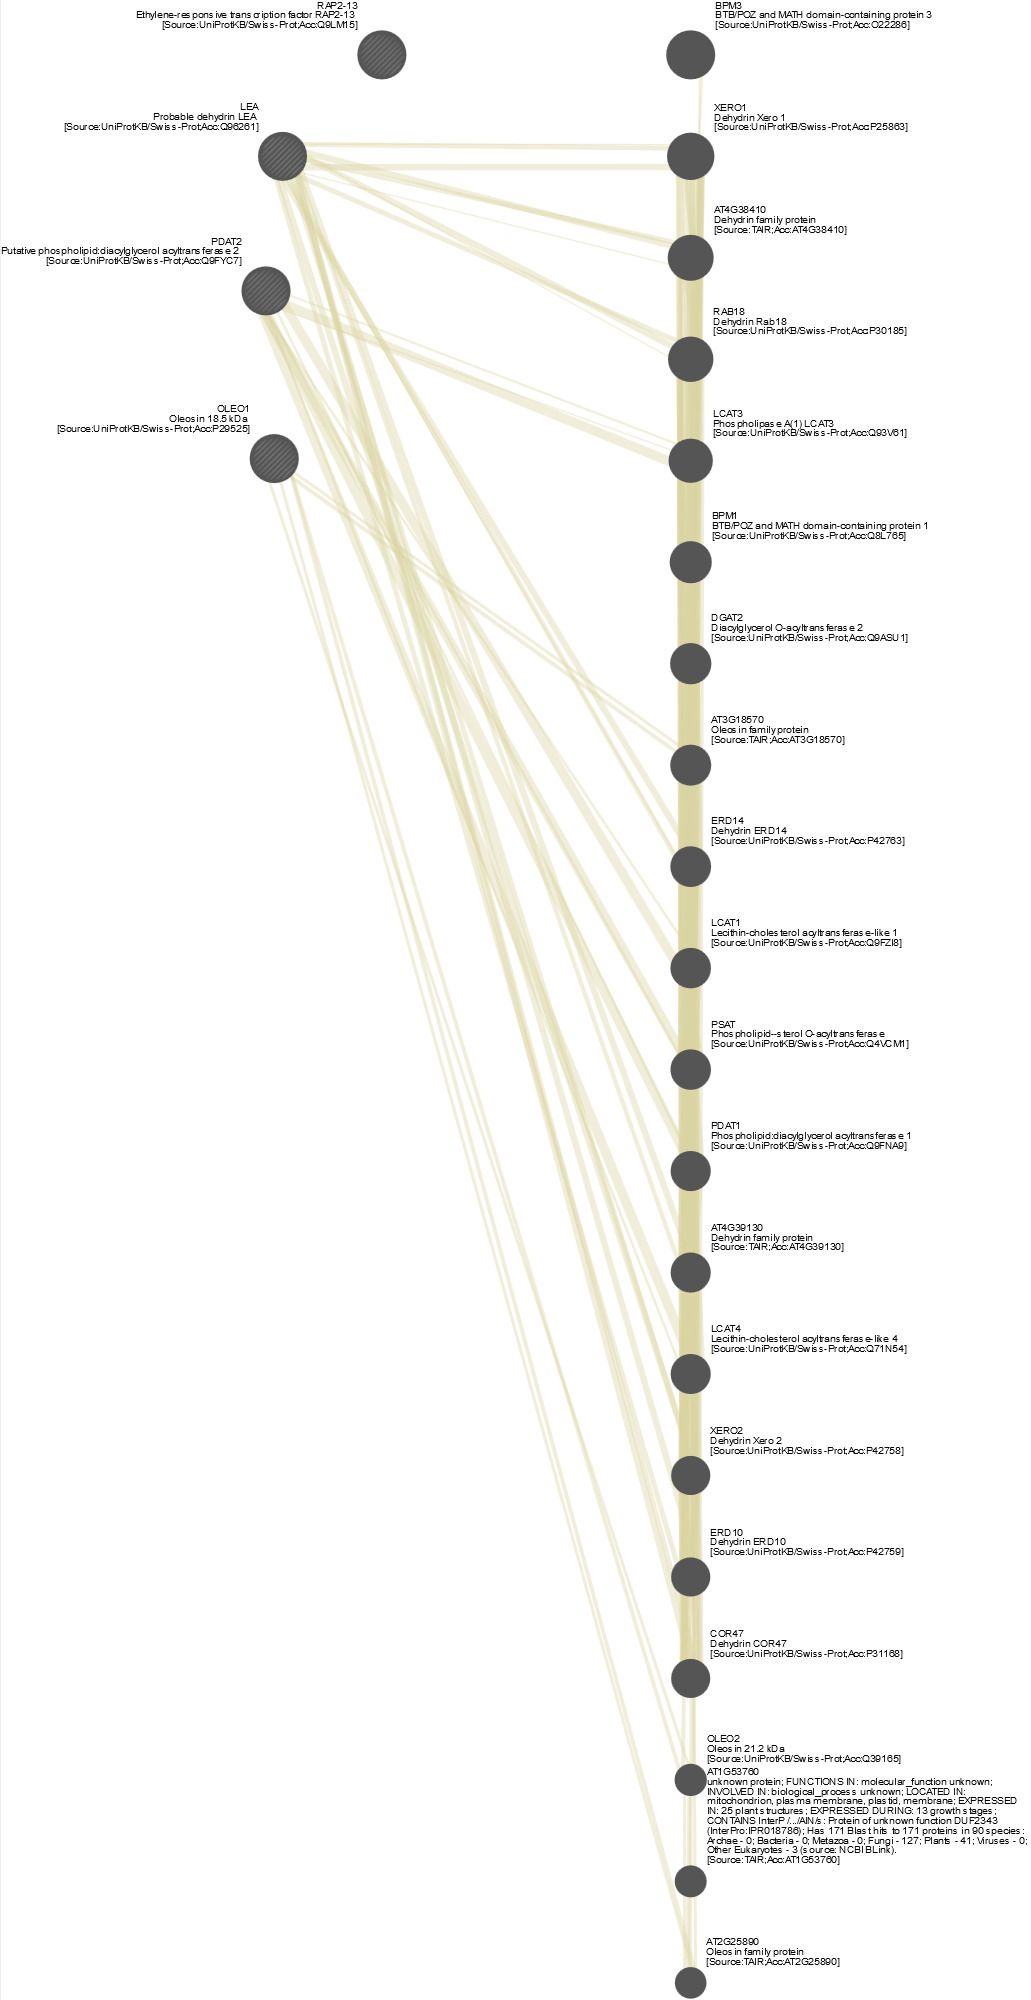 RAP2-13
Ethylene-responsive transcription factor RAP2-13
[Source:UniProtKB/Swiss-Prot;Acc:Q9LM15]
BPM3
BTB/POZ and MATH domain-containing protein 3
[Source:UniProtKB/Swiss-Prot;Acc:O22286]
LEA
Probable dehydrin LEA
[Source:UniProtKB/Swiss-Prot;Acc:Q96261]
XERO1
Dehydrin Xero 1
[Source:UniProtKB/Swiss-Prot;Acc:P25863]
AT4G38410
Dehydrin family protein
[Source:TAIR;Acc:AT4G38410]
PDAT2
Putative phospholipid:diacylglycerol acyltransferase 2
[Source:UniProtKB/Swiss-Prot;Acc:Q9FYC7]
RAB18
Dehydrin Rab18
[Source:UniProtKB/Swiss-Prot;Acc:P30185]
OLEO1
Oleosin 18.5 kDa
[Source:UniProtKB/Swiss-Prot;Acc:P29525]
LCAT3
Phospholipase A(1) LCAT3
[Source:UniProtKB/Swiss-Prot;Acc:Q93V61]
BPM1
BTB/POZ and MATH domain-containing protein 1
[Source:UniProtKB/Swiss-Prot;Acc:Q8L765]
DGAT2
Diacylglycerol O-acyltransferase 2
[Source:UniProtKB/Swiss-Prot;Acc:Q9ASU1]
AT3G18570
Oleosin family protein
[Source:TAIR;Acc:AT3G18570]
ERD14
Dehydrin ERD14
[Source:UniProtKB/Swiss-Prot;Acc:P42763]
LCAT1
Lecithin-cholesterol acyltransferase-like 1
[Source:UniProtKB/Swiss-Prot;Acc:Q9FZI8]
PSAT
Phospholipid--sterol O-acyltransferase
[Source:UniProtKB/Swiss-Prot;Acc:Q4VCM1]
PDAT1
Phospholipid:diacylglycerol acyltransferase 1
[Source:UniProtKB/Swiss-Prot;Acc:Q9FNA9]
AT4G39130
Dehydrin family protein
[Source:TAIR;Acc:AT4G39130]
LCAT4
Lecithin-cholesterol acyltransferase-like 4
[Source:UniProtKB/Swiss-Prot;Acc:Q71N54]
XERO2
Dehydrin Xero 2
[Source:UniProtKB/Swiss-Prot;Acc:P42758]
ERD10
Dehydrin ERD10
[Source:UniProtKB/Swiss-Prot;Acc:P42759]
COR47
Dehydrin COR47
[Source:UniProtKB/Swiss-Prot;Acc:P31168]
OLEO2
Oleosin 21.2 kDa
[Source:UniProtKB/Swiss-Prot;Acc:Q39165]
AT1G53760
unknown protein; FUNCTIONS IN: molecular_function unknown;
INVOLVED IN: biological_process unknown; LOCATED IN:
mitochondrion, plasma membrane, plastid, membrane; EXPRESSED
IN: 25 plant structures; EXPRESSED DURING: 13 growth stages;
CONTAINS InterP/.../AIN/s: Protein of unknown function DUF2343
(InterPro:IPR018786); Has 171 Blast hits to 171 proteins in 90 species:
Archae - 0; Bacteria - 0; Metazoa - 0; Fungi - 127; Plants - 41; Viruses - 0;
Other Eukaryotes - 3 (source: NCBI BLink).
[Source:TAIR;Acc:AT1G53760]
AT2G25890
Oleosin family protein
[Source:TAIR;Acc:AT2G25890]